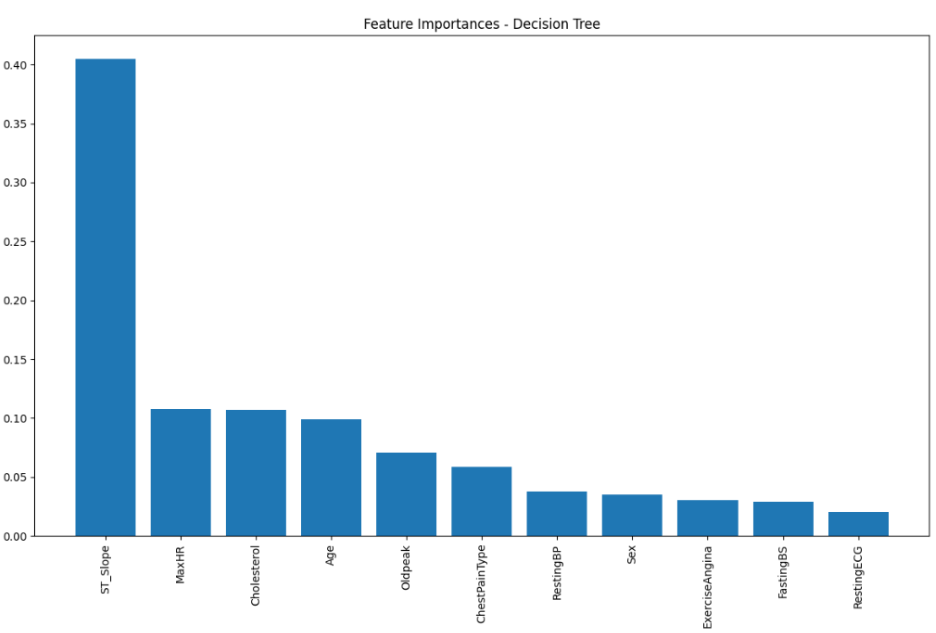 Feature Importances - Decision Tree
0.40
0.35
0.30
0.25
0.20
0.15
0.10
0.05
0.00
ST_Slope
MaxHR
Cholesterol
Age
Oldpeak
ChestPainType
RestingBP
Sex
ExerciseAngina
FastingBS
RestingECG